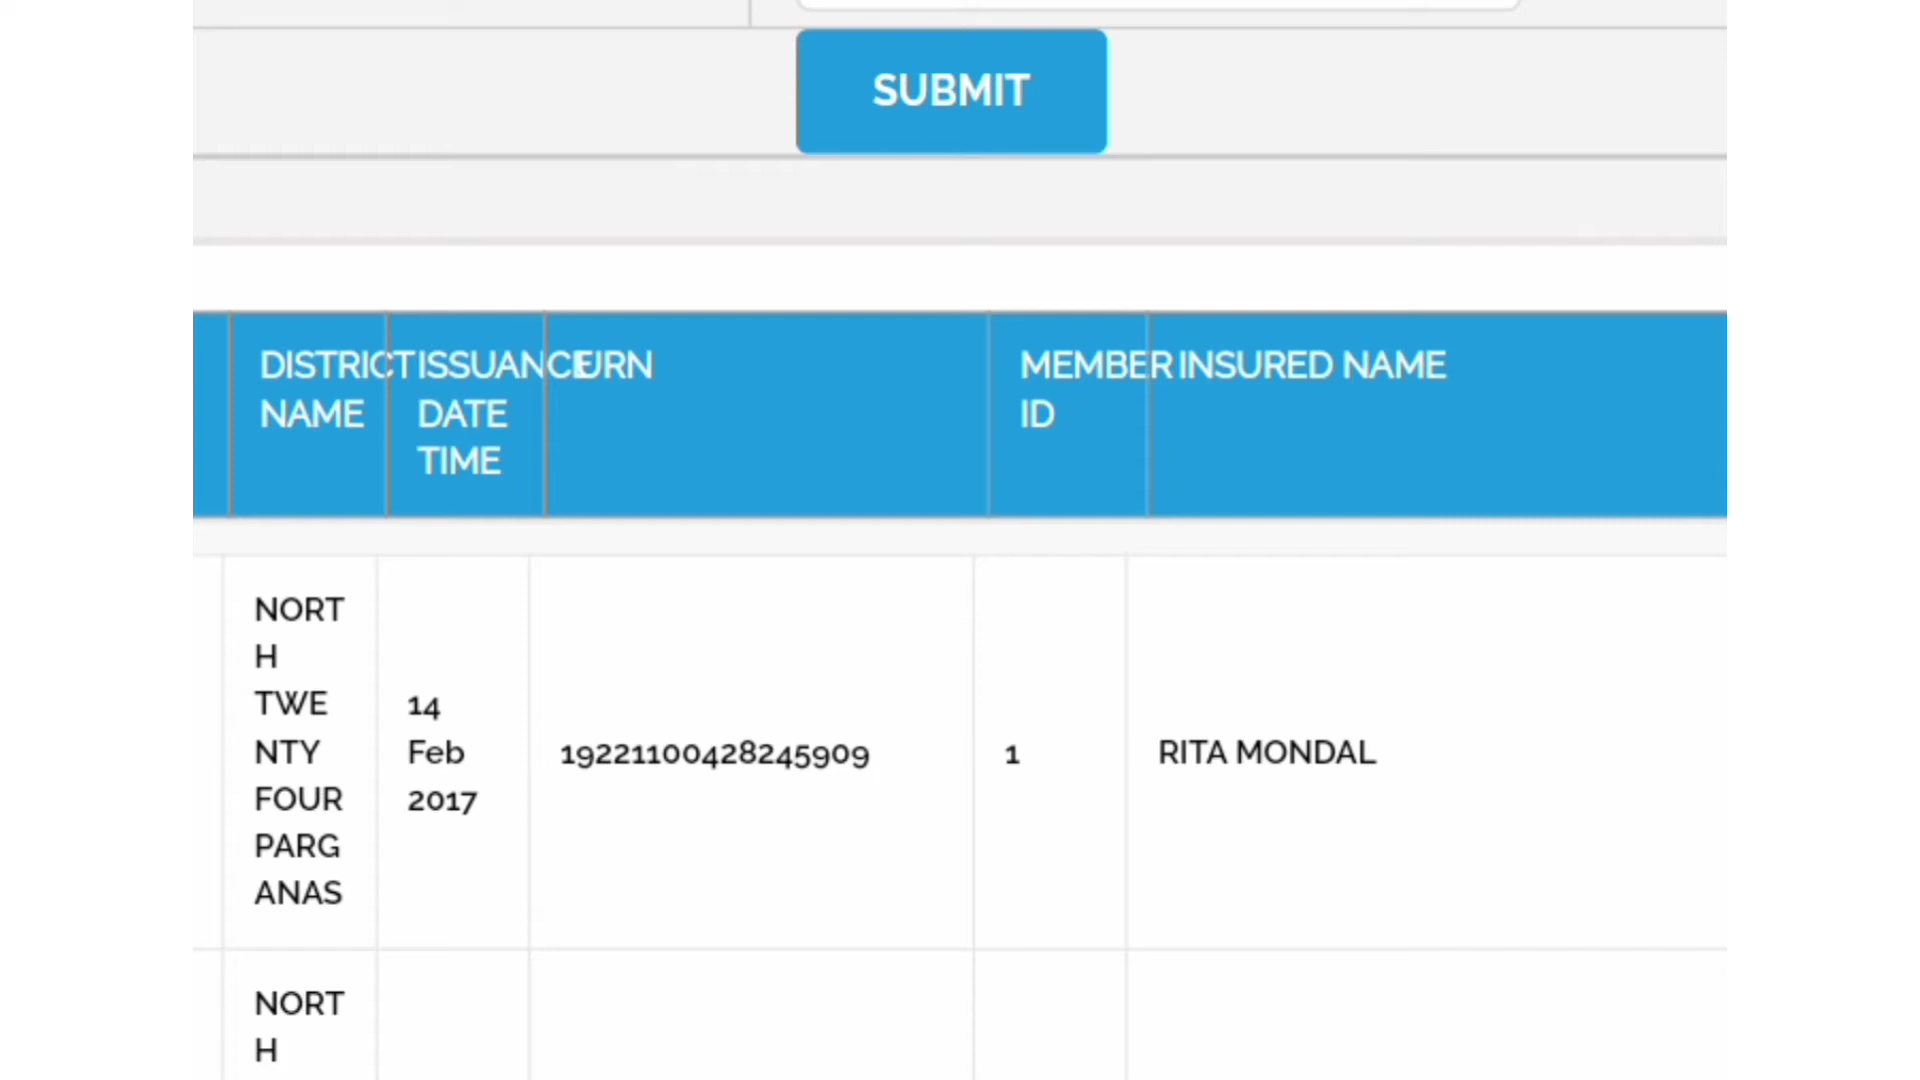 SUBMIT
DISTRICT ISSUANCE URN MEMBER INSURED NAME
NAME DATE ID
TIME
NORT
H
TWE 14
NTY Feb 19221100428245909 1 RITA MONDAL
FOUR 2017
PARG
ANAS
NORT
H